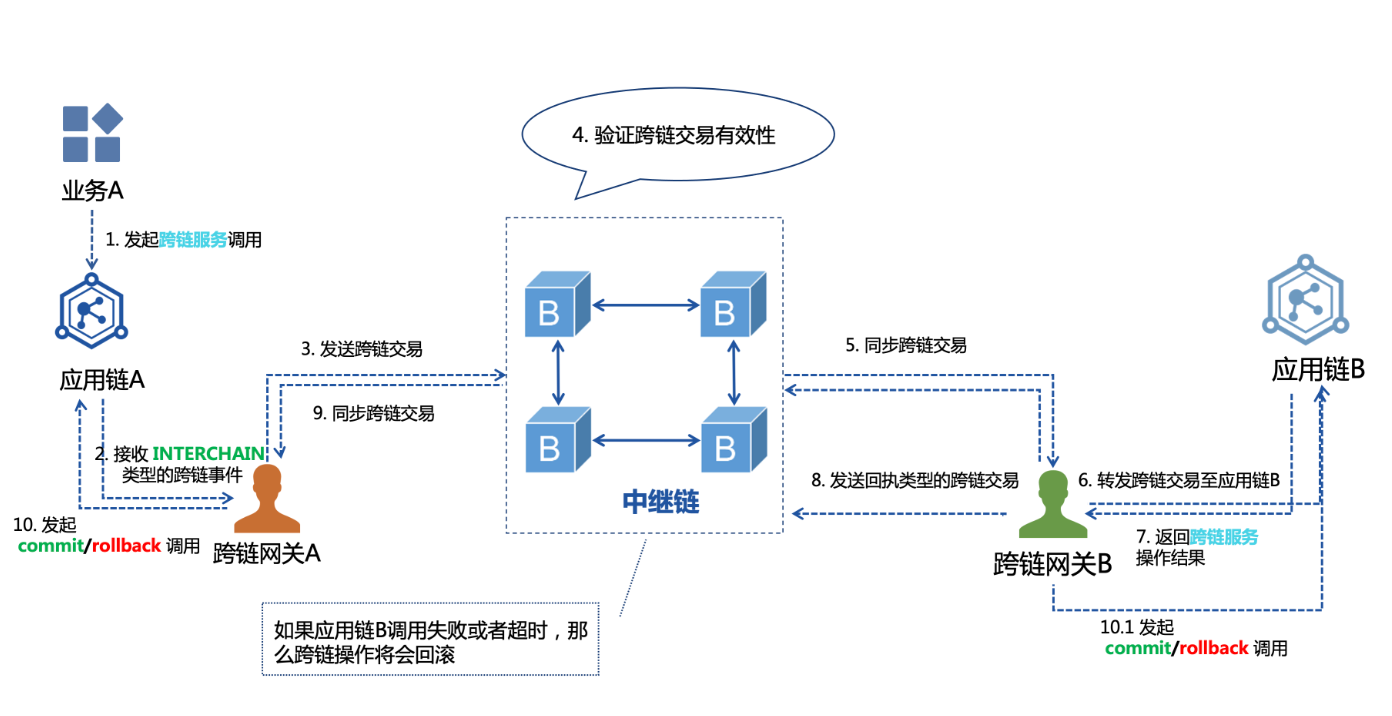 4. 验证跨链交易有效性
业务A
1. 发起跨链服务调用
应用链A
3. 发送跨链交易
9. 同步跨链交易
2. 接收 INTERCHAIN
类型的跨链事件
10. 发起
commit/rollback 调用
跨链网关A
B
B
B
B
中继链
如果应用链B调用失败或者超时，那
么跨链操作将会回滚
5. 同步跨链交易
应用链B
8. 发送回执类型的跨链交易
6. 转发跨链交易至应用链B
7. 返回跨链服务
操作结果
跨链网关B
10.1 发起
commit/rollback 调用